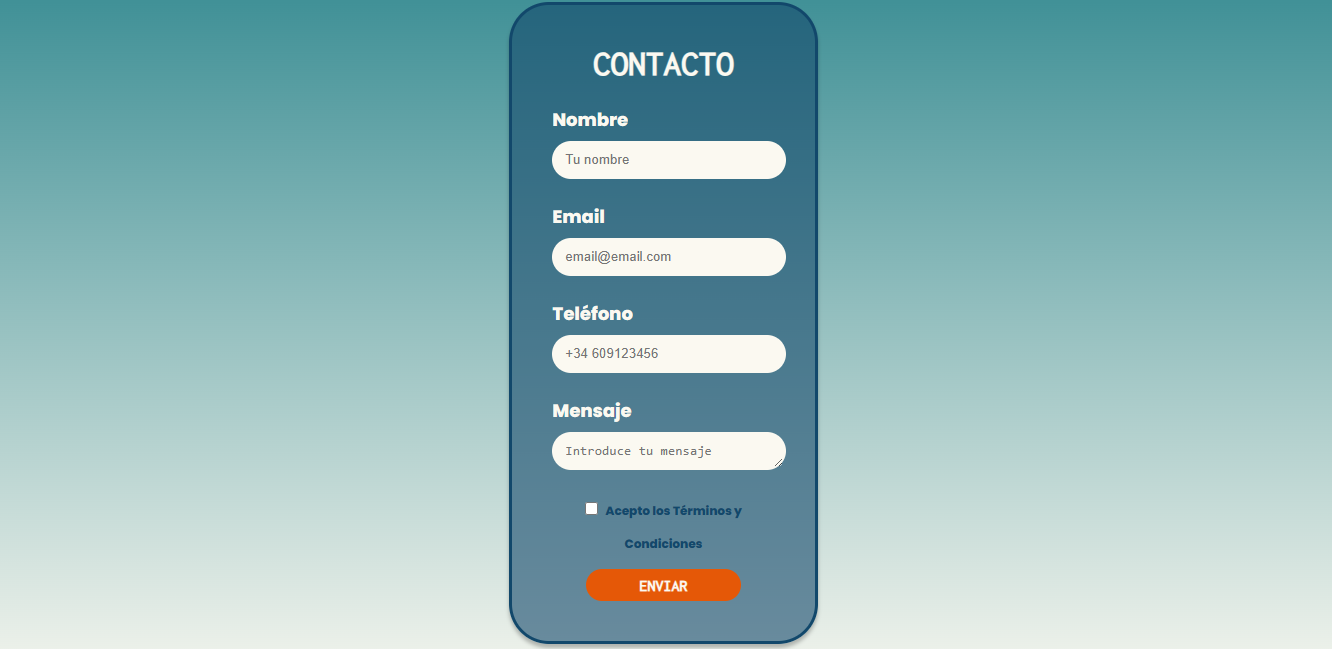 CONTACTO
Nombre
Tu nombre
Email
email@email.com
Teléfono
+34 609123456
Mensaje
Introduce tu mensaje
Acepto los Términos y
Condiciones
ENVIAR